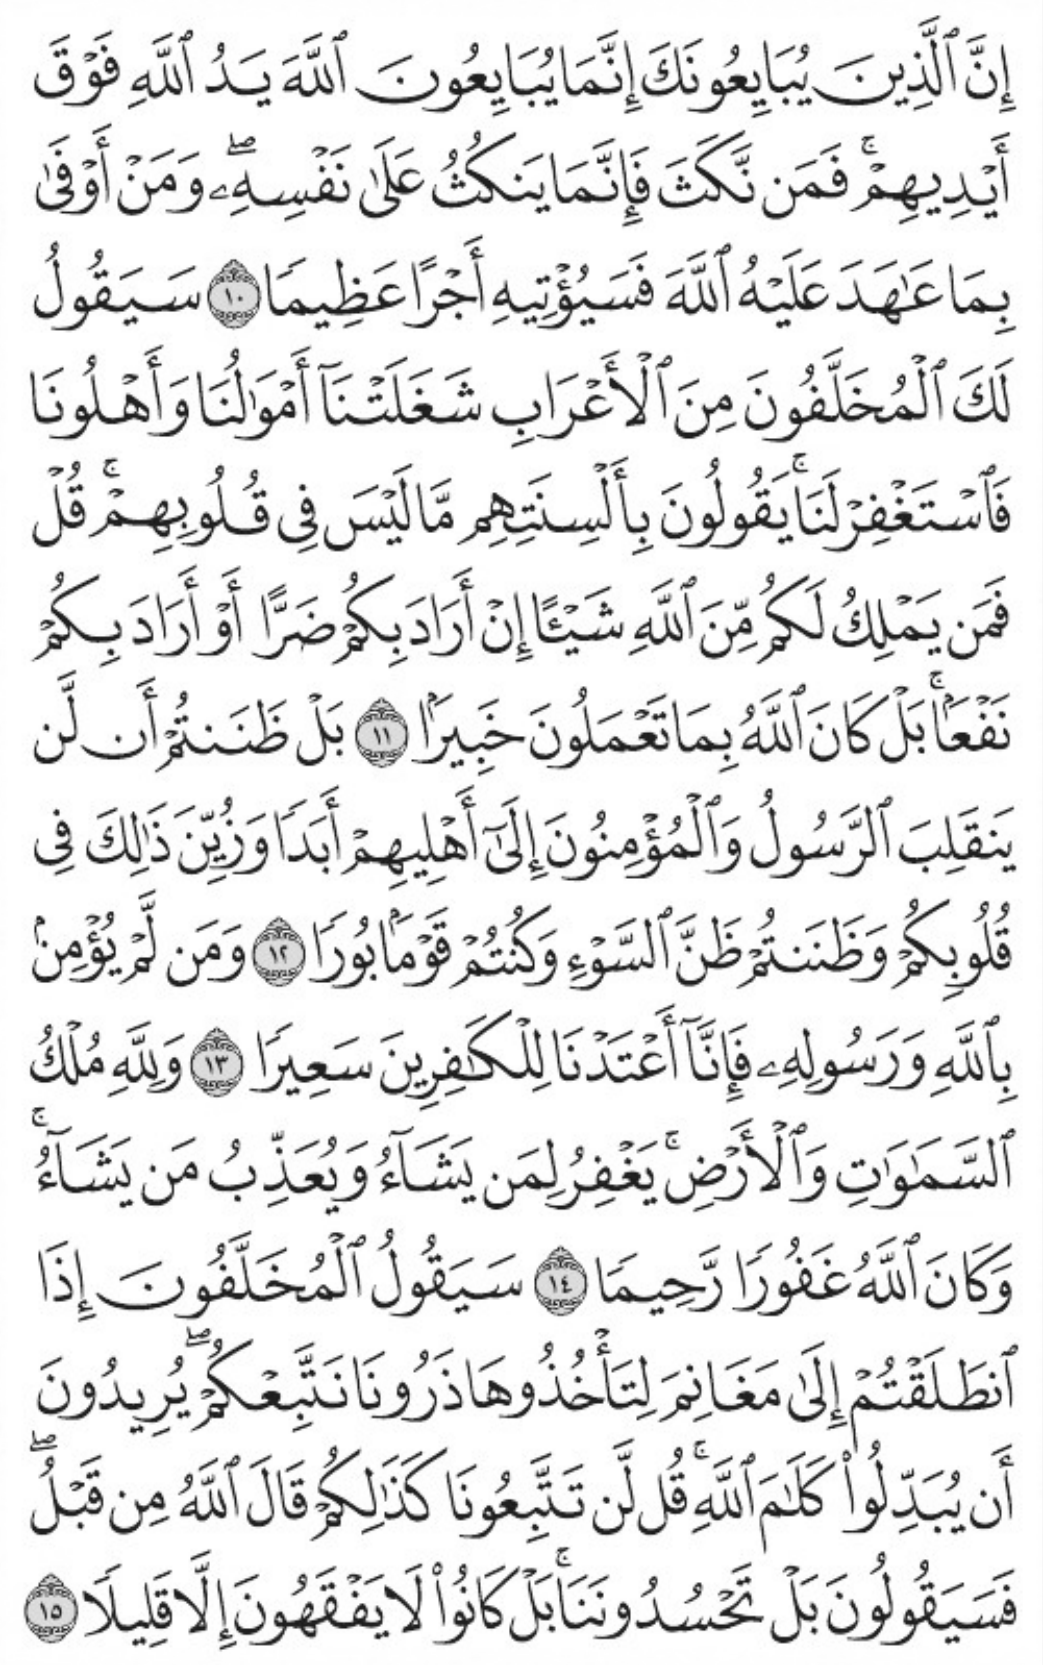 إِنَّ ٱلَّذِينَ يُبَايِعُونَكَ إِنَّمَا يُبَايِعُونَ ٱللَّهَ يَدُ ٱللَّهِ فَوْقَ
أَيْدِيهِمْۚ فَمَن نَّكَثَ فَإِنَّمَا يَنكُثُ عَلَىٰ نَفْسِهِۦۖ وَمَنْ أَوْفَىٰ
بِمَا عَـٰهَدَ عَلَيْهُ ٱللَّهَ فَسَيُؤْتِيهِ أَجْرًا عَظِيمًا ١٠ سَيَقُولُ
لَكَ ٱلْمُخَلَّفُونَ مِنَ ٱلْأَعْرَابِ شَغَلَتْنَآ أَمْوَٰلُنَا وَأَهْلُونَا
فَٱسْتَغْفِرْ لَنَاۚ يَقُولُونَ بِأَلْسِنَتِهِم مَّا لَيْسَ فِى قُلُوبِهِمْۚ قُلْ
فَمَن يَمْلِكُ لَكُم مِّنَ ٱللَّهِ شَيْـًٔا إِنْ أَرَادَ بِكُمْ ضَرًّا أَوْ أَرَادَ بِكُمْ
نَفْعًۢاۚ بَلْ كَانَ ٱللَّهُ بِمَا تَعْمَلُونَ خَبِيرًۢا ١١ بَلْ ظَنَنتُمْ أَن لَّن
يَنقَلِبَ ٱلرَّسُولُ وَٱلْمُؤْمِنُونَ إِلَىٰٓ أَهْلِيهِمْ أَبَدًا وَزُيِّنَ ذَٰلِكَ فِى
قُلُوبِكُمْ وَظَنَنتُمْ ظَنَّ ٱلسَّوْءِ وَكُنتُمْ قَوْمًۢا بُورًا ١٢ وَمَن لَّمْ يُؤْمِنۢ
بِٱللَّهِ وَرَسُولِهِۦ فَإِنَّآ أَعْتَدْنَا لِلْكَـٰفِرِينَ سَعِيرًا ١٣ وَلِلَّهِ مُلْكُ
ٱلسَّمَـٰوَٰتِ وَٱلْأَرْضِۚ يَغْفِرُ لِمَن يَشَآءُ وَيُعَذِّبُ مَن يَشَآءُۚ
وَكَانَ ٱللَّهُ غَفُورًا رَّحِيمًا ١٤ سَيَقُولُ ٱلْمُخَلَّفُونَ إِذَا
ٱنطَلَقْتُمْ إِلَىٰ مَغَانِمَ لِتَأْخُذُوهَا ذَرُونَا نَتَّبِعْكُمْۖ يُرِيدُونَ
أَن يُبَدِّلُوا۟ كَلَـٰمَ ٱللَّهِۚ قُل لَّن تَتَّبِعُونَا كَذَٰلِكُمْ قَالَ ٱللَّهُ مِن قَبْلُۖ
فَسَيَقُولُونَ بَلْ تَحْسُدُونَنَاۚ بَلْ كَانُوا۟ لَا يَفْقَهُونَ إِلَّا قَلِيلًا ١٥